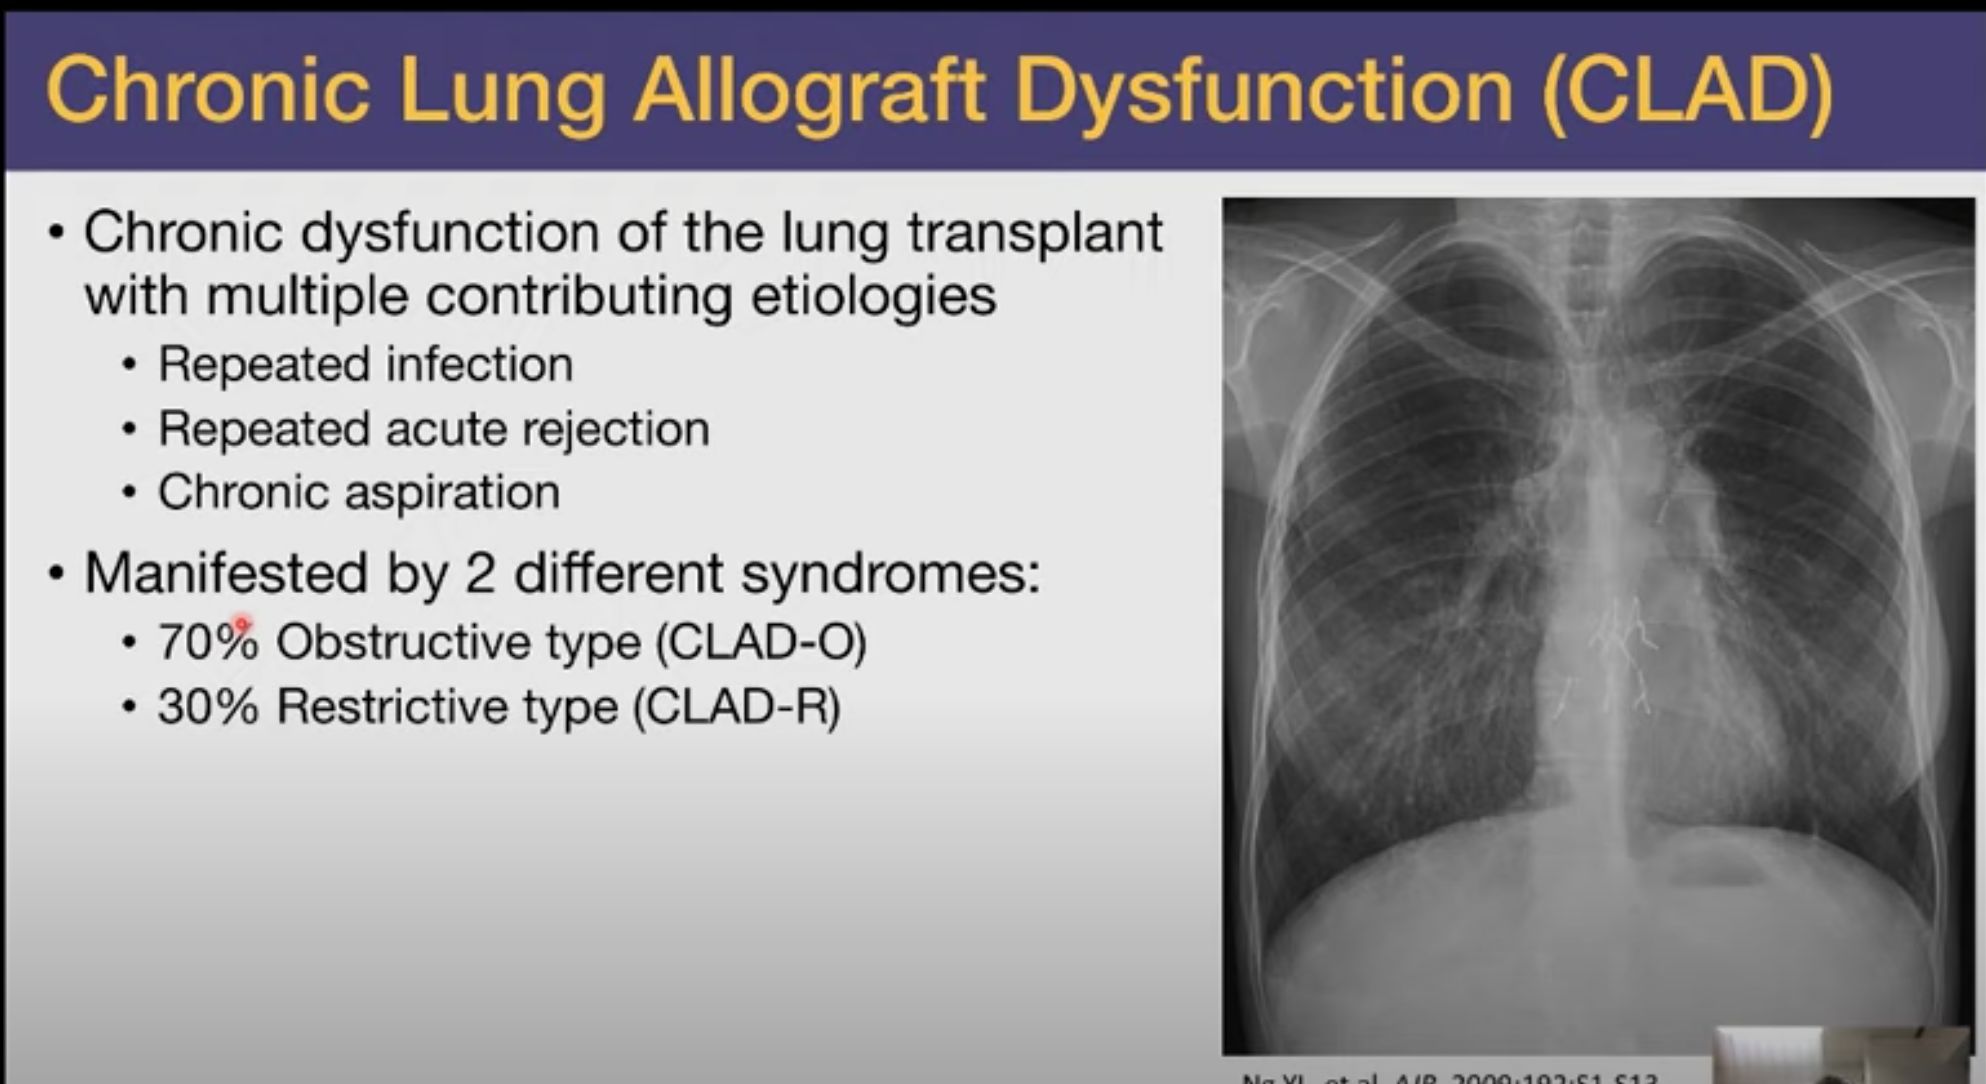 Chronic Lung Allograft Dysfunction (CLAD)
• Chronic dysfunction of the lung transplant
with multiple contributing etiologies
• Repeated infection
• Repeated acute rejection
• Chronic aspiration
• Manifested by 2 different syndromes:
• 70% Obstructive type (CLAD-O)
• 30% Restrictive type (CLAD-R)
Ng YL, et al. AJR. 2009;192:S1-S13